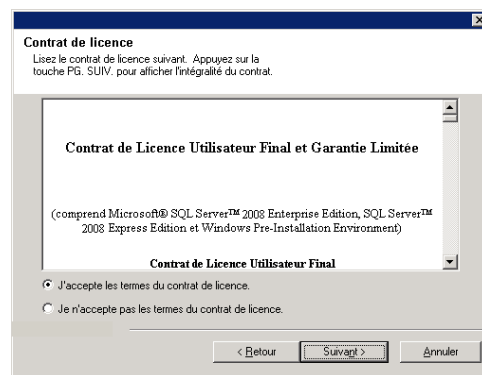 Contrat de licence
Lisez le contrat de licence suivant. Appuyez sur la
touche PG. SUIV. pour afficher l'intégralité du contrat.
Contrat de Licence Utilisateur Final et Garantie Limitée
(comprend Microsoft® SQL Server™ 2008 Enterprise Edition, SQL Server™
2008 Express Edition et Windows Pre-Installation Environment)
Contrat de Licence Utilisateur Final
J'accepte les termes du contrat de licence.
Je n'accepte pas les termes du contrat de licence.
< Retour
Suivant >
Annuler